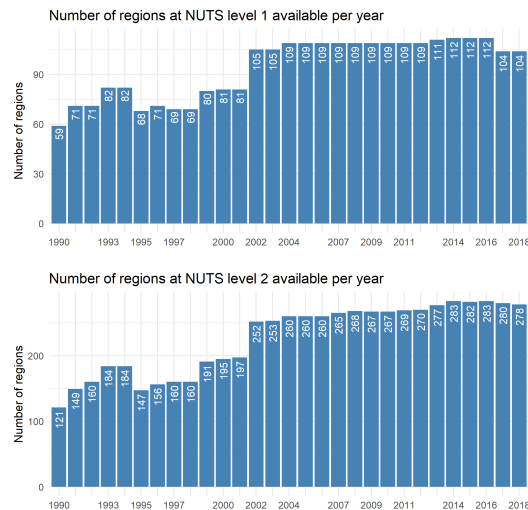 Number of regions at NUTS level 1 available per year
Number of regions
90
60
30
0
59 71 71 82 82 68 71 69 69 80 81 81 105 105 109 109 109 109 109 109 109 109 109 111 112 112 112 104 104
1990 1993 1995 1997 2000 2002 2004 2007 2009 2011 2014 2016 2018
Number of regions at NUTS level 2 available per year
Number of regions
200
100
0
121 149 160 184 184 147 156 160 160 191 195 197 252 253 260 260 260 265 268 267 267 269 270 277 283 282 283 280 278
1990 1993 1995 1997 2000 2002 2004 2007 2009 2011 2014 2016 2018